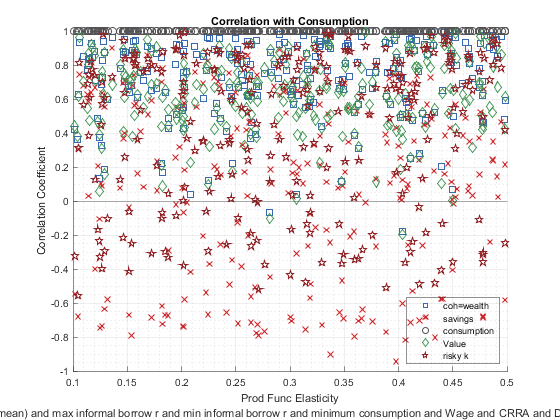 Correlation with Consumption
Correlation Coefficient
1
0.8
0.6
0.4
0.2
0
-0.2
-0.4
-0.6
-0.8
-1
0.1
0.15
0.2
0.25
0.3
0.35
0.4
0.45
0.5
coh=wealth
savings
consumption
Value
risky k
Prod Func Elasticity
mean) and max informal borrow r and min informal borrow r and minimum consumption and Wage and CRRA and D